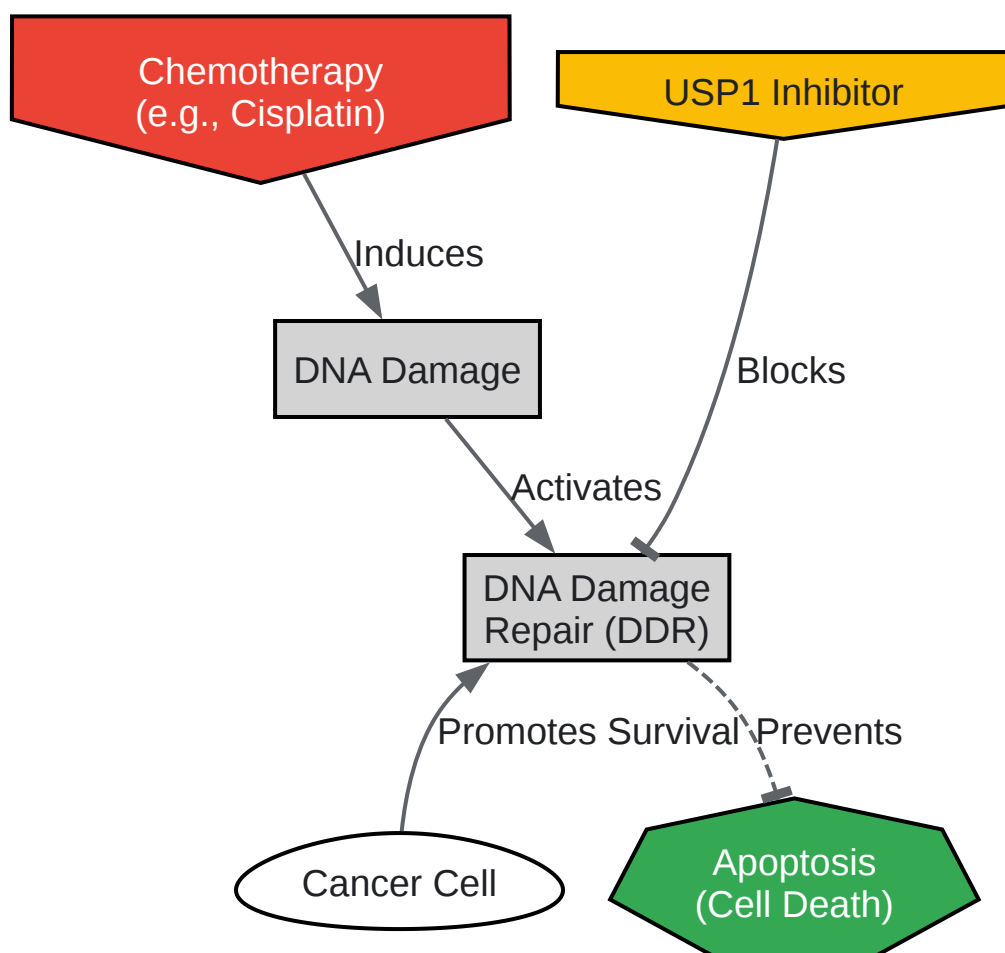 Chemotherapy
(e.g., Cisplatin)
USP1 Inhibitor
Induces
DNA Damage
Blocks
Activates
DNA Damage
Repair (DDR)
Promotes Survival
Prevents
Cancer Cell
Apoptosis
(Cell Death)